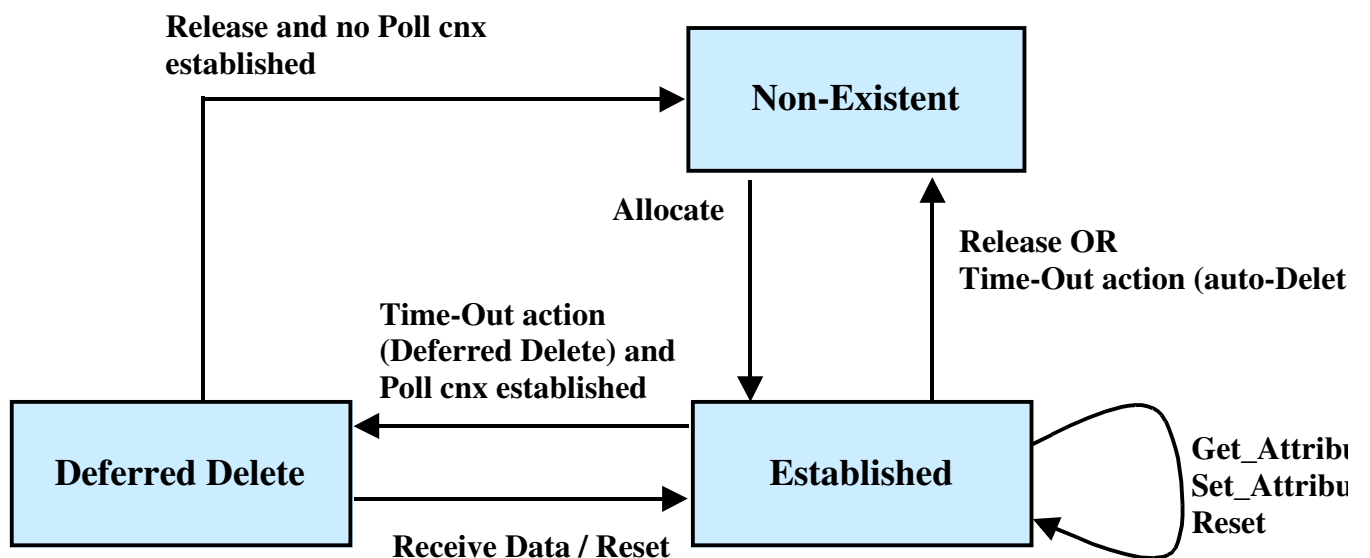 Release and no Poll cnx
established
Non-Existent
Allocate
Release OR
Time-Out action (auto-Delet
Time-Out action
(Deferred Delete) and
Poll cnx established
Deferred Delete
Established
Get_Attribu
Set_Attribu
Reset
Receive Data / Reset